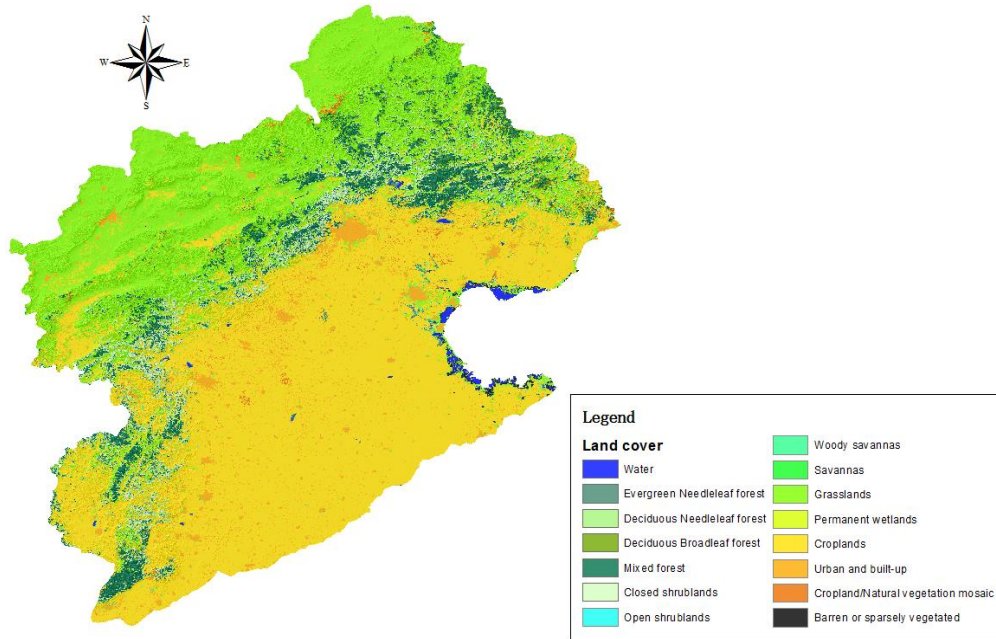 N
W E
S
Legend
Land cover
Water
Evergreen Needleleaf forest
Deciduous Needleleaf forest
Deciduous Broadleaf forest
Mixed forest
Closed shrublands
Open shrublands
Woody savannas
Savannas
Grasslands
Permanent wetlands
Croplands
Urban and built-up
Cropland/Natural vegetation mosaic
Barren or sparsely vegetated